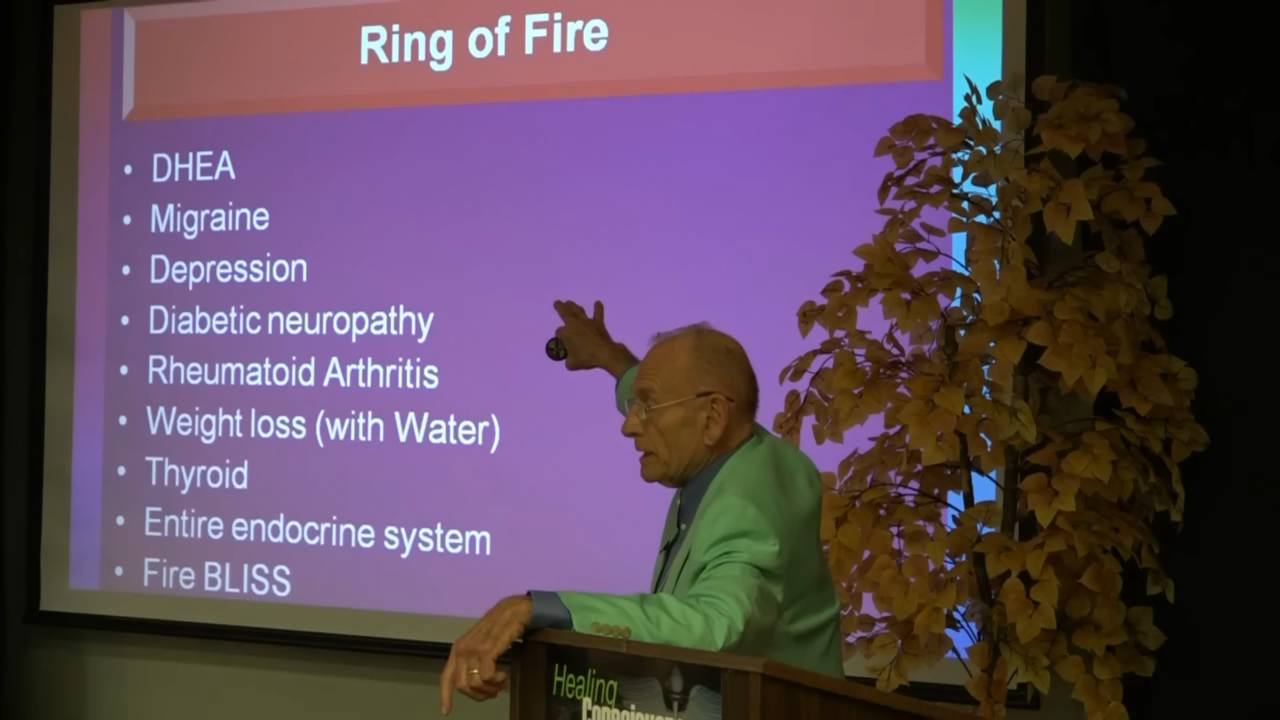 Ring of Fire
• DHEA
• Migraine
• Depression
• Diabetic neuropathy
• Rheumatoid Arthritis
• Weight loss (with Water)
• Thyroid
• Entire endocrine system
• Fire BLISS
Healing